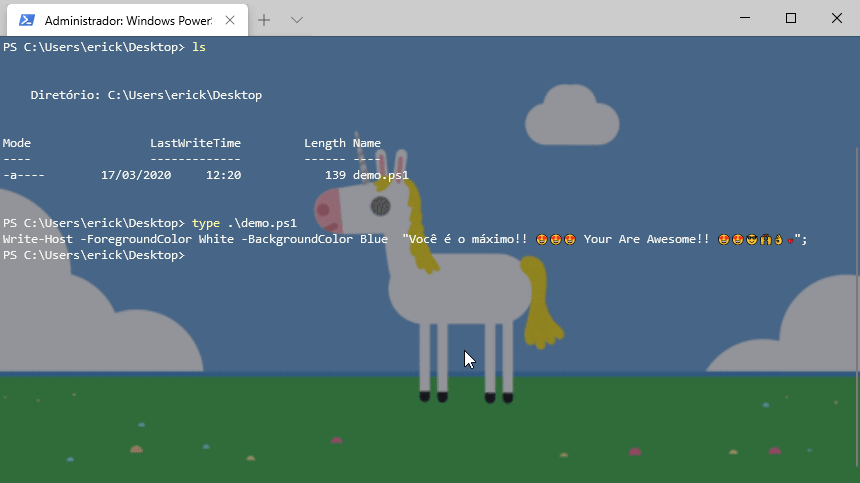 Administrador: Windows PowerS
PS C:\Users\erick\Desktop> ls
Diretório: C:\Users\erick\Desktop
Mode LastWriteTime Length Name
---- ------------- ------ ----
-a---- 17/03/2020 12:20 139 demo.ps1
PS C:\Users\erick\Desktop> type .\demo.ps1
Write-Host -ForegroundColor White -BackgroundColor Blue "Você é o máximo!! 😍😍😍 Your Are Awesome!! 😍😍😎👩‍❤️‍👩👌🌹";
PS C:\Users\erick\Desktop>